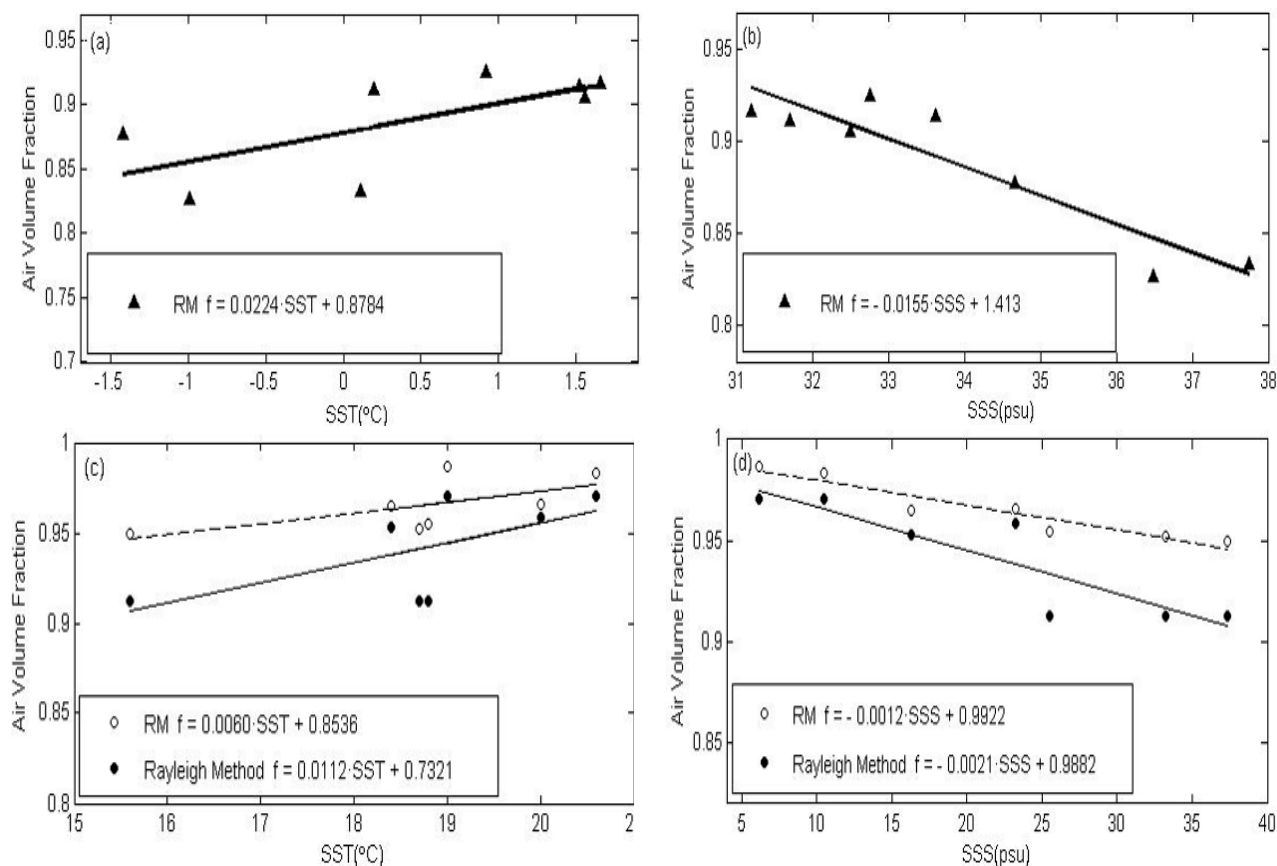 (a)
Air Volume Fraction
0.95
0.9
0.85
0.8
0.75
0.7
RM f = 0.0224·SST + 0.8784
-1.5 -1 -0.5 0 0.5 1 1.5
SST(ºC)
(b)
Air Volume Fraction
0.95
0.9
0.85
0.8
RM f = - 0.0155·SSS + 1.413
31 32 33 34 35 36 37 38
SSS(psu)
(c)
Air Volume Fraction
1
0.95
0.9
0.85
0.8
RM f = 0.0060·SST + 0.8536
Rayleigh Method f = 0.0112·SST + 0.7321
15 16 17 18 19 20 2
SST(ºC)
(d)
Air Volume Fraction
1
0.95
0.9
0.85
RM f = - 0.0012·SSS + 0.9922
Rayleigh Method f = - 0.0021·SSS + 0.9882
5 10 15 20 25 30 35 40
SSS(psu)